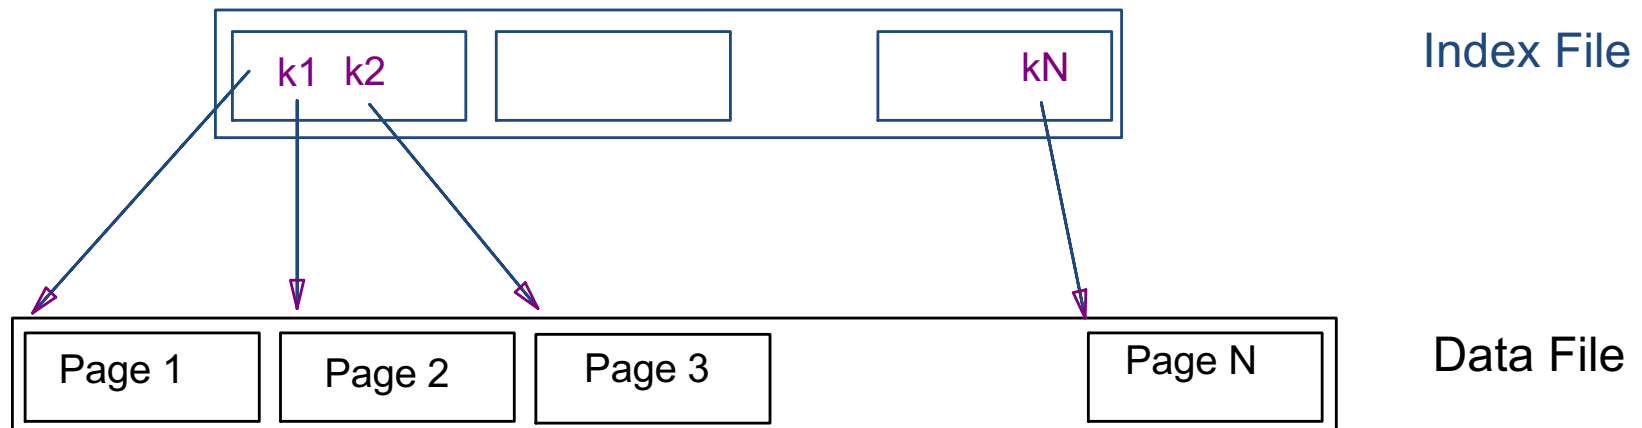 k1 k2 kN
Index File
Page 1 Page 2 Page 3 Page N
Data File